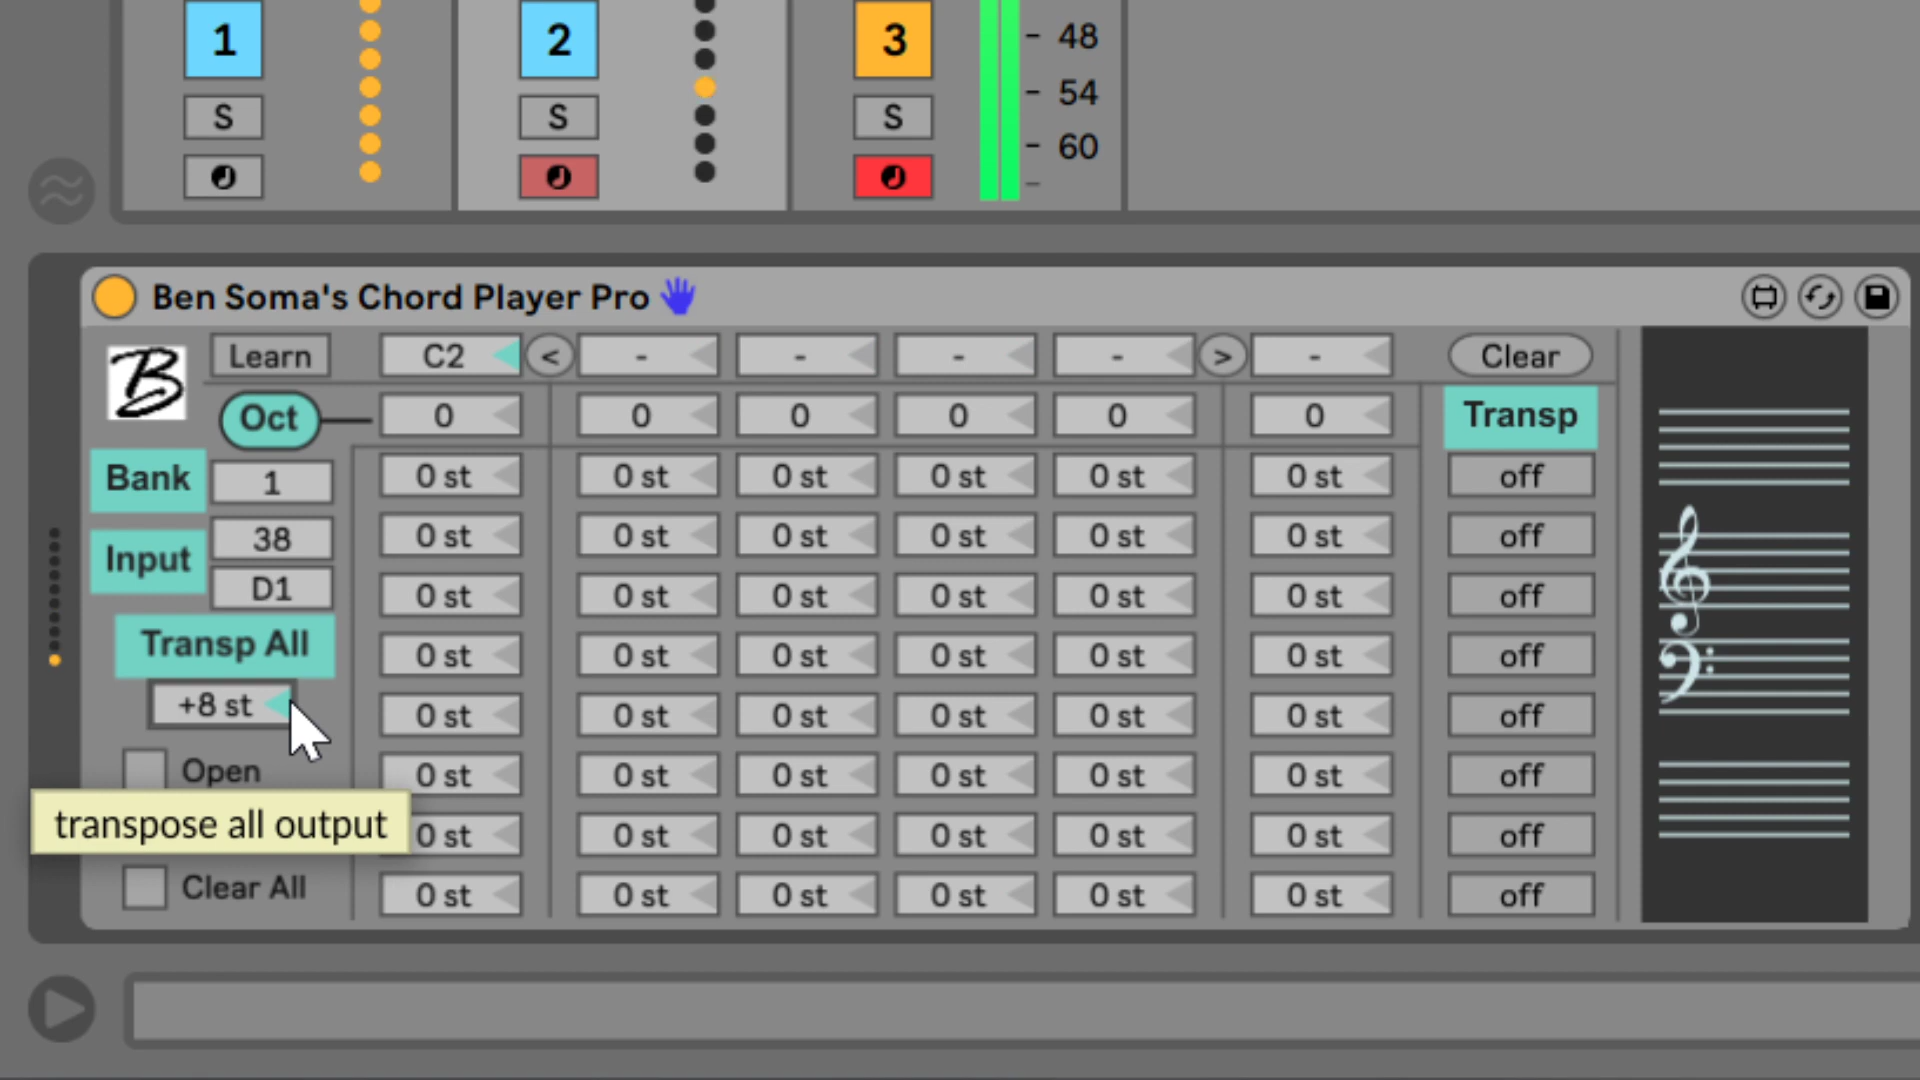 1 2 3 - 48
S S S - 54
- 60
Ben Soma's Chord Player Pro
B Learn C2 < - - - - > - Clear
Oct 0 0 0 0 0 0 Transp
Bank 1 0 st 0 st 0 st 0 st 0 st 0 st off
Input 38 0 st 0 st 0 st 0 st 0 st 0 st off
D1 0 st 0 st 0 st 0 st 0 st 0 st off
Transp All 0 st 0 st 0 st 0 st 0 st 0 st off
+8 st 0 st 0 st 0 st 0 st 0 st 0 st off
Open 0 st 0 st 0 st 0 st 0 st 0 st off
transpose all output 0 st 0 st 0 st 0 st 0 st 0 st off
Clear All 0 st 0 st 0 st 0 st 0 st 0 st off